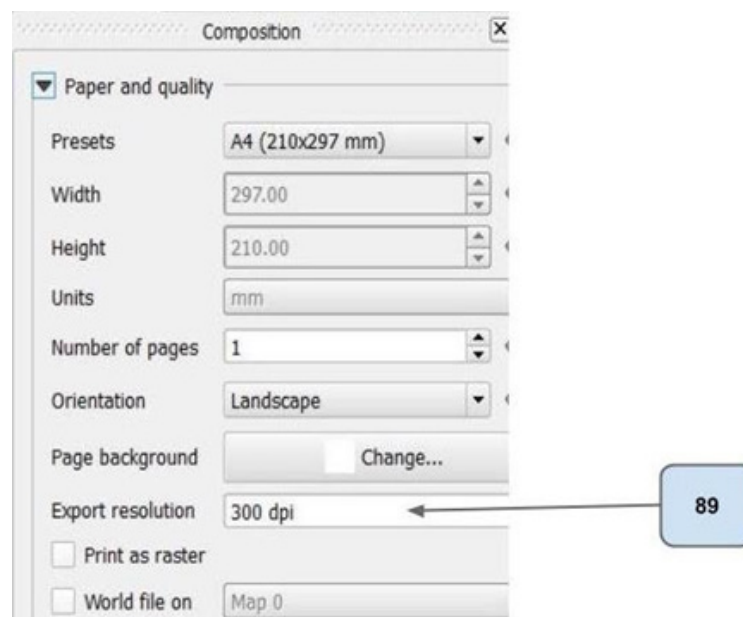 Composition
Paper and quality
Presets A4 (210x297 mm)
Width 297.00
Height 210.00
Units mm
Number of pages 1
Orientation Landscape
Page background Change...
Export resolution 300 dpi
89
Print as raster
World file on Map 0